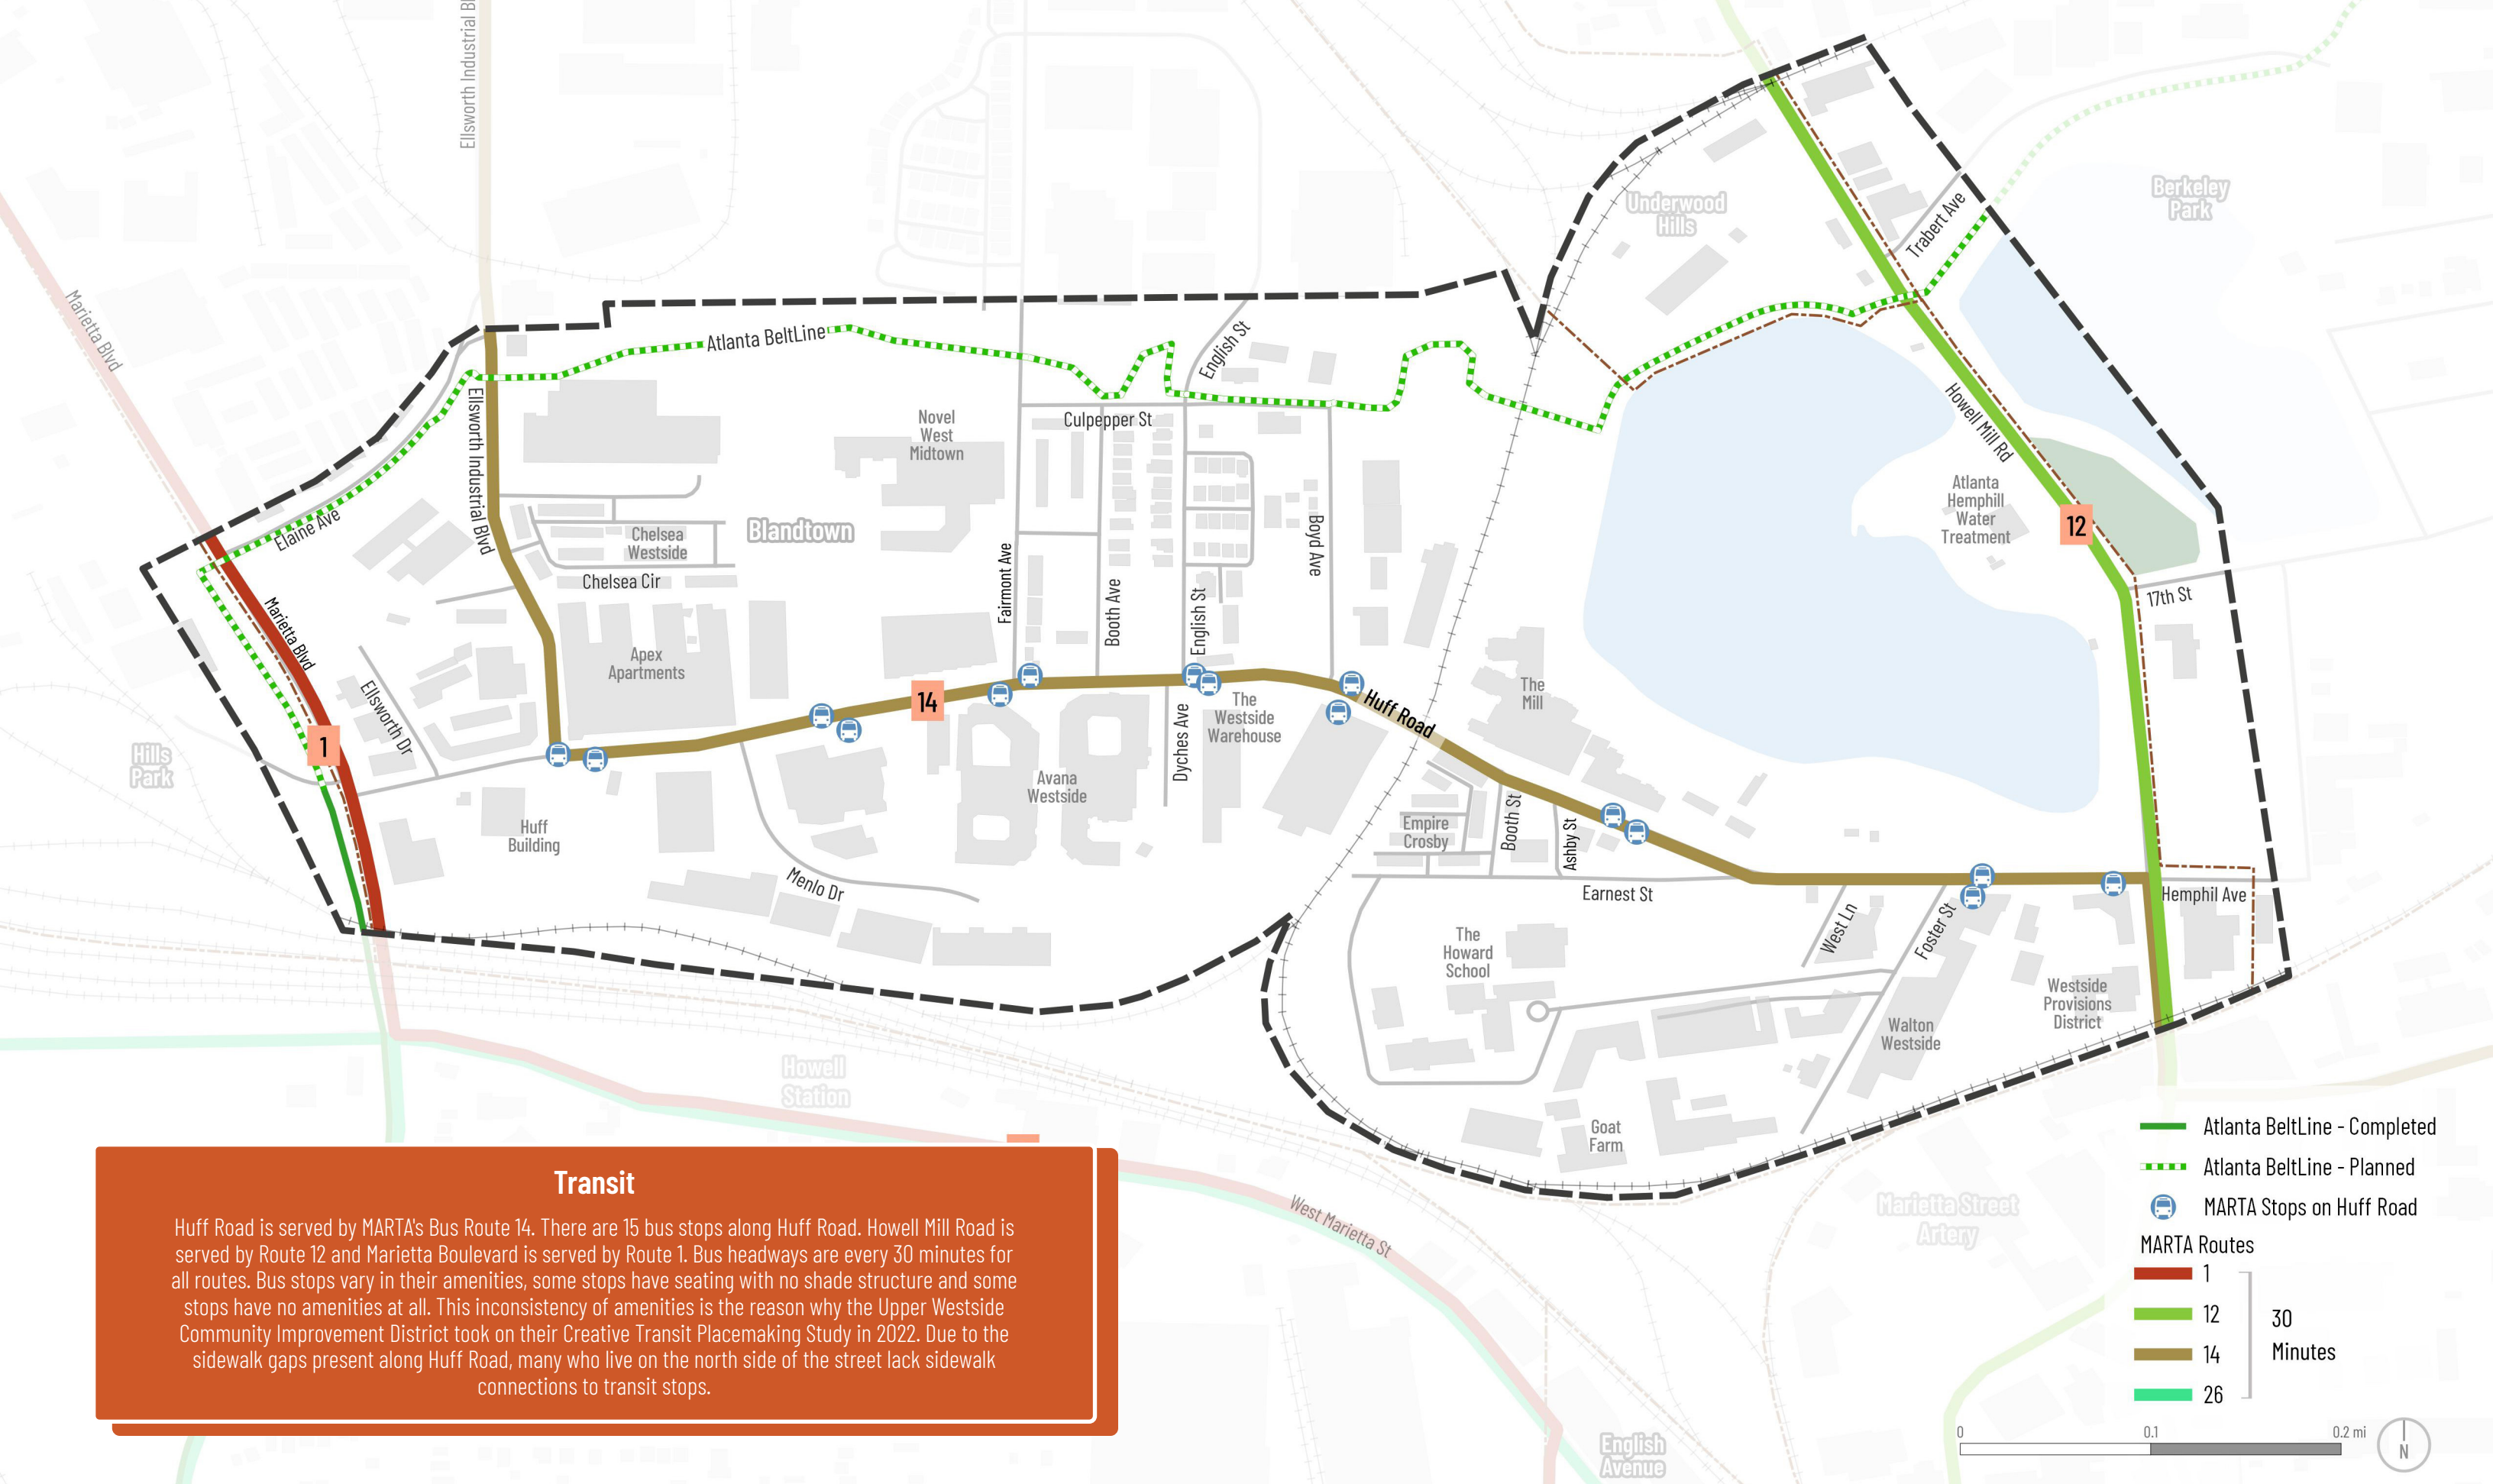 Ellsworth Industrial Bl
Marietta Blvd
Underwood
Hills
Berkeley
Park
Trabert Ave
Atlanta BeltLine
English St
Ellsworth Industrial Blvd
Novel
West
Midtown
Culpepper St
Howell Mill Rd
Elaine Ave
Chelsea
Westside
Blandtown
Chelsea Cir
Fairmont Ave
Booth Ave
English St
Boyd Ave
Atlanta
Hemphill
Water
Treatment
12
17th St
Marietta Blvd
Ellsworth Dr
Apex
Apartments
14
1
Hills
Park
Dyches Ave
The
Westside
Warehouse
Huff Road
The
Mill
Avana
Westside
Huff
Building
Menlo Dr
Empire
Crosby
Booth St
Ashby St
Earnest St
Hemphil Ave
West Ln
Foster St
The
Howard
School
Westside
Provisions
District
Walton
Westside
Howell
Station
Goat
Farm
West Marietta St
Marietta Street
Artery
English
Avenue
Transit
Huff Road is served by MARTA's Bus Route 14. There are 15 bus stops along Huff Road. Howell Mill Road is
served by Route 12 and Marietta Boulevard is served by Route 1. Bus headways are every 30 minutes for
all routes. Bus stops vary in their amenities, some stops have seating with no shade structure and some
stops have no amenities at all. This inconsistency of amenities is the reason why the Upper Westside
Community Improvement District took on their Creative Transit Placemaking Study in 2022. Due to the
sidewalk gaps present along Huff Road, many who live on the north side of the street lack sidewalk
connections to transit stops.
Atlanta BeltLine - Completed
Atlanta BeltLine - Planned
MARTA Stops on Huff Road
MARTA Routes
1
12
14
26
30
Minutes
0 0.1 0.2 mi
N